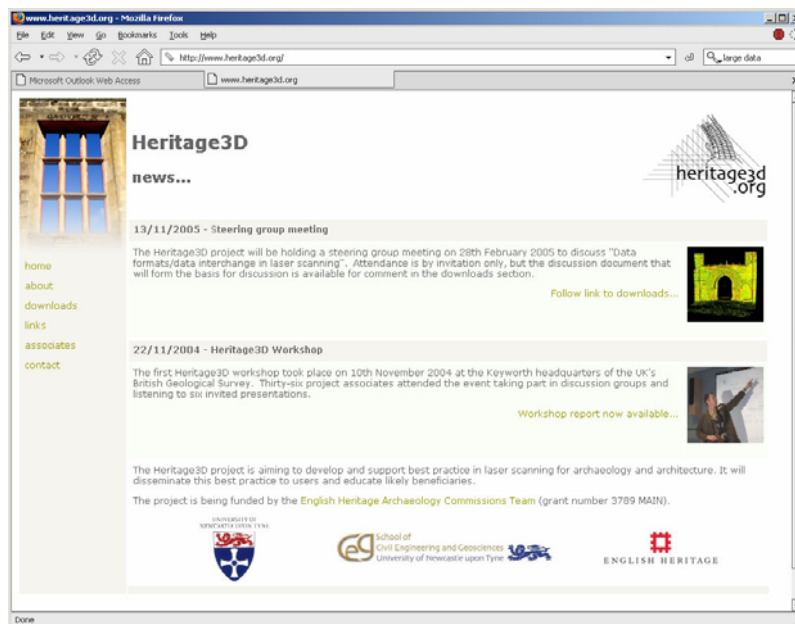 www.heritage3d.org - Mozilla Firefox
File Edit View Go Bookmarks Tools Help
http://www.heritage3d.org/
large data
Microsoft Outlook Web Access
www.heritage3d.org
Heritage3D
news...
heritage3d
.org
13/11/2005 - Steering group meeting
The Heritage3D project will be holding a steering group meeting on 28th February 2005 to discuss "Data
formats/data interchange in laser scanning". Attendance is by invitation only, but the discussion document that
will form the basis for discussion is available for comment in the downloads section.
Follow link to downloads...
home
about
downloads
links
associates
contact
22/11/2004 - Heritage3D Workshop
The first Heritage3D workshop took place on 10th November 2004 at the Keyworth headquarters of the UK's
British Geological Survey. Thirty-six project associates attended the event taking part in discussion groups and
listening to six invited presentations.
Workshop report now available...
The Heritage3D project is aiming to develop and support best practice in laser scanning for archaeology and architecture. It will
disseminate this best practice to users and educate likely beneficiaries.
The project is being funded by the English Heritage Archaeology Commissions Team (grant number 3789 MAIN).
UNIVERSITY OF
NEWCASTLE UPON TYNE
School of
Civil Engineering and Geosciences
University of Newcastle upon Tyne
ENGLISH HERITAGE
Done